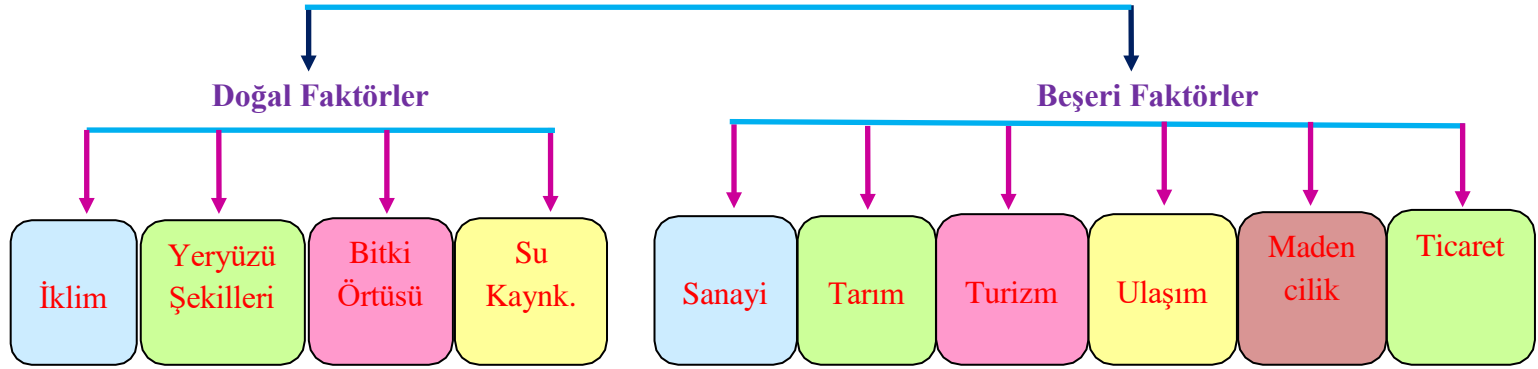 Doğal Faktörler
Beşeri Faktörler
İklim
Yeryüzü
Şekilleri
Bitki
Örtüsü
Su
Kaynk.
Sanayi
Tarım
Turizm
Ulaşım
Maden
cilik
Ticaret